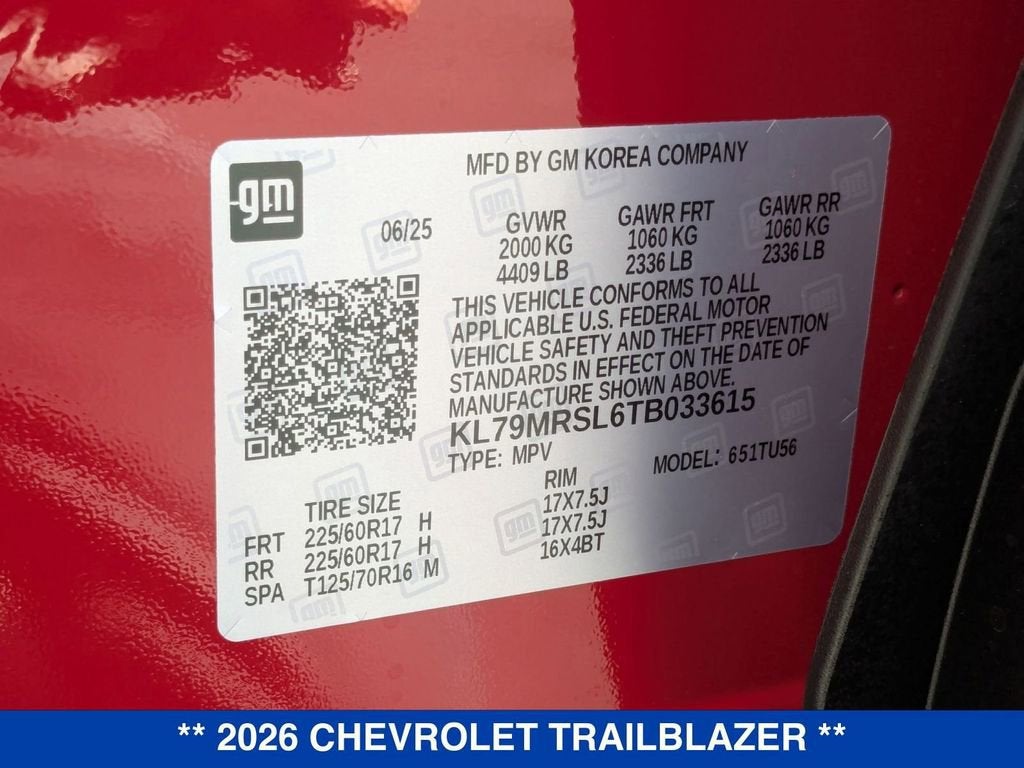 gm
MFD BY GM KOREA COMPANY
06/25
GVWR GAWR FRT GAWR RR
2000 KG 1060 KG 1060 KG
4409 LB 2336 LB 2336 LB
THIS VEHICLE CONFORMS TO ALL
APPLICABLE U.S. FEDERAL MOTOR
VEHICLE SAFETY AND THEFT PREVENTION
STANDARDS IN EFFECT ON THE DATE OF
MANUFACTURE SHOWN ABOVE.
KL79MRSL6TB033615
TYPE: MPV MODEL: 651TU56
TIRE SIZE RIM
FRT 225/60R17 H 17X7.5J
RR 225/60R17 H 17X7.5J
SPA T125/70R16 M 16X4BT
** 2026 CHEVROLET TRAILBLAZER **